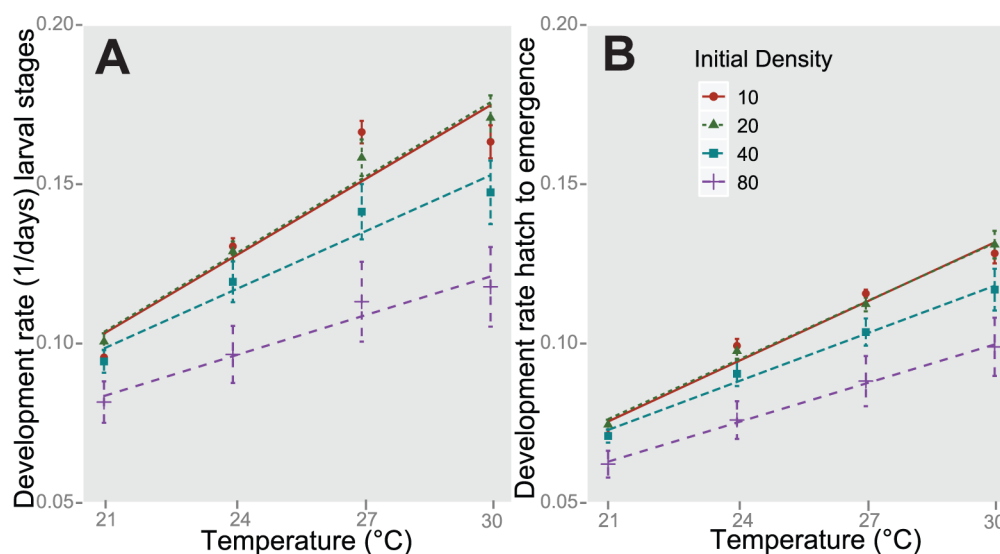 A
Development rate (1/days) larval stages
0.20
0.15
0.10
0.05
21
24
27
30
Temperature (°C)
B
Development rate hatch to emergence
0.20
0.15
0.10
0.05
Initial Density
10
20
40
80
21
24
27
30
Temperature (°C)